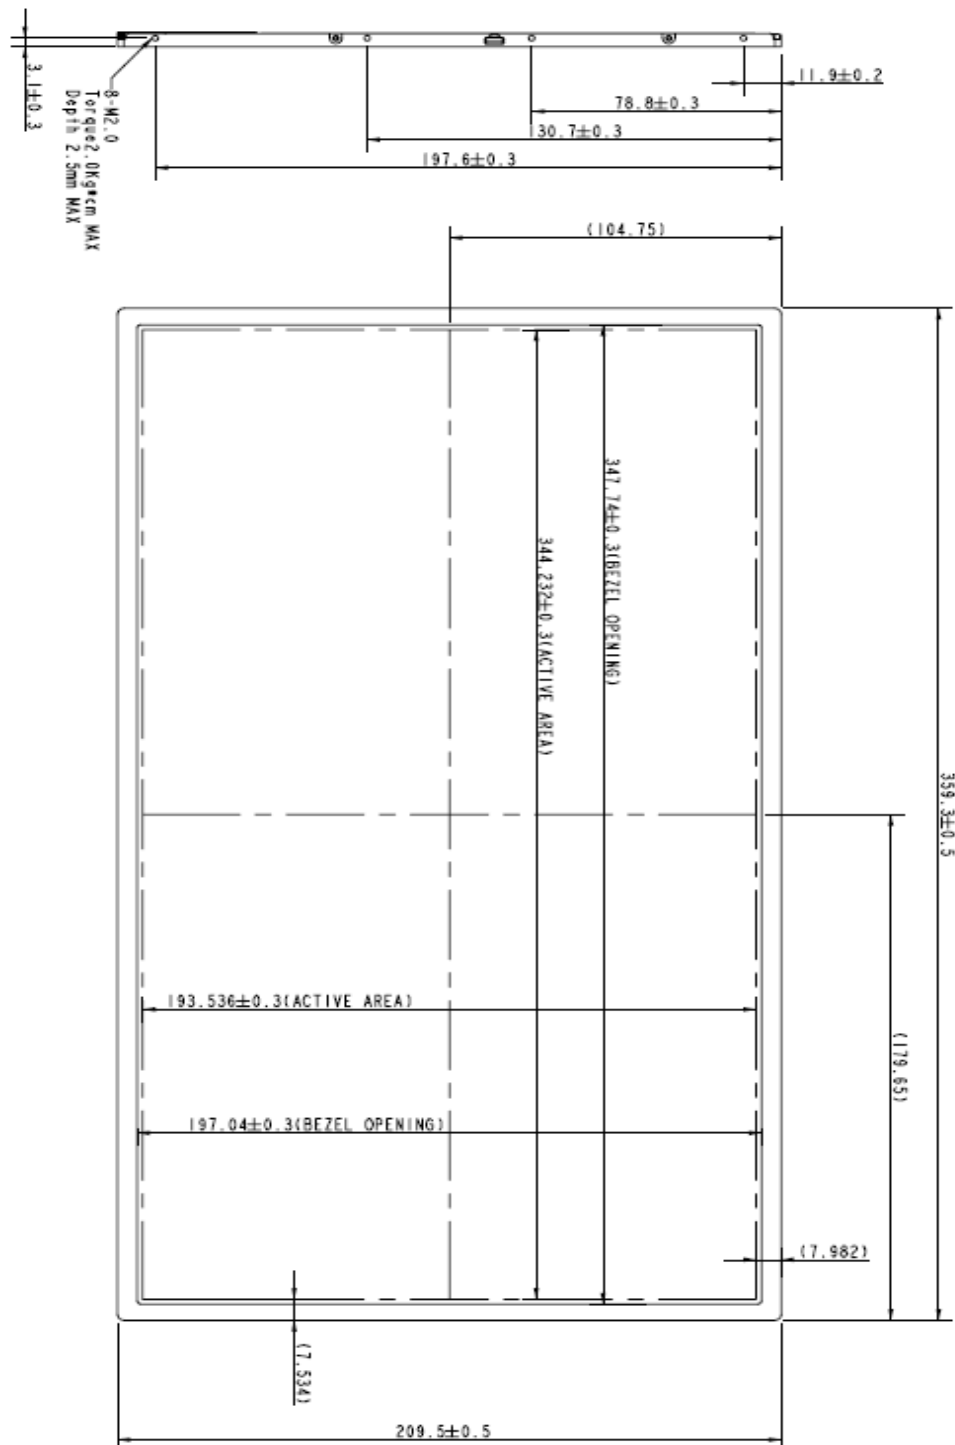 11.9±0.2
78.8±0.3
130.7±0.3
197.6±0.3
3.1±0.3
8-M2.0
Torque2.0Kg*cm MAX
Depth 2.5mm MAX
(104.75)
347.74±0.3(BEZEL OPENING)
344.232±0.3(ACTIVE AREA)
359.3±0.5
193.536±0.3(ACTIVE AREA)
(179.65)
197.04±0.3(BEZEL OPENING)
(7.982)
(7.534)
209.5±0.5